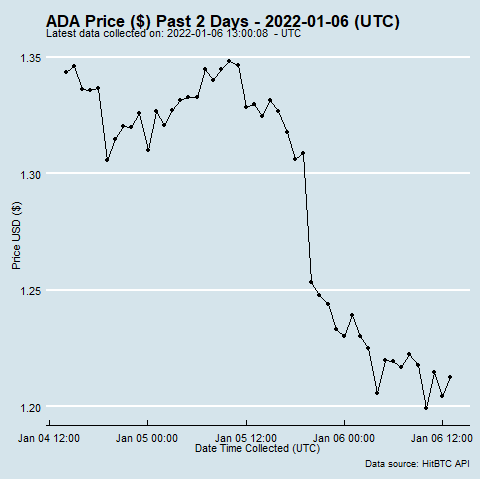 ADA Price ($) Past 2 Days - 2022-01-06 (UTC)
Latest data collected on: 2022-01-06 13:00:08 - UTC
1.35
1.30
1.25
1.20
Price USD ($)
Jan 04 12:00 Jan 05 00:00 Jan 05 12:00 Jan 06 00:00 Jan 06 12:00
Date Time Collected (UTC)
Data source: HitBTC API